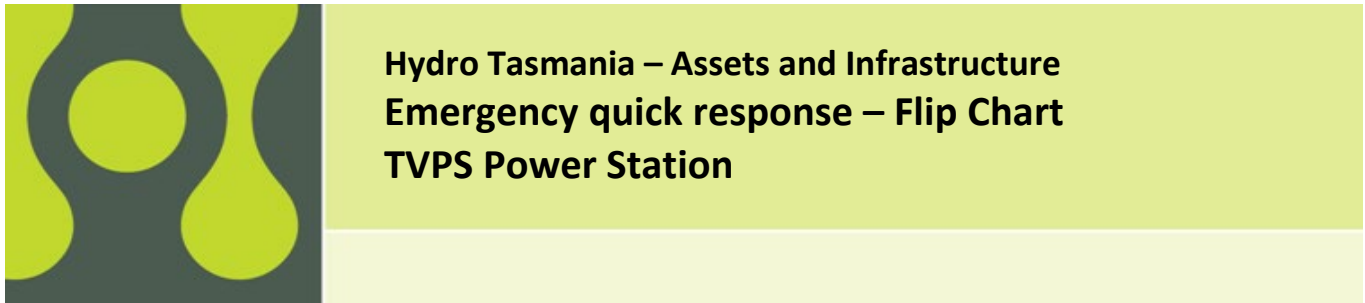 Hydro Tasmania – Assets and Infrastructure
Emergency quick response – Flip Chart
TVPS Power Station